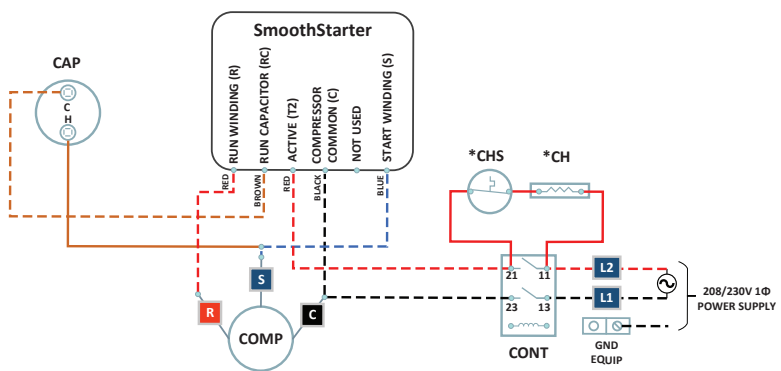 SmoothStarter
RUN WINDING (R)
RUN CAPACITOR (RC)
ACTIVE (T2)
COMPRESSOR
COMMON (C)
NOT USED
START WINDING (S)
RED
BROWN
RED
BLACK
BLUE
CAP
C
H
*CHS
*CH
21
11
23
13
CONT
L2
L1
GND
EQUIP
208/230V 1Φ
POWER SUPPLY
S
R
C
COMP